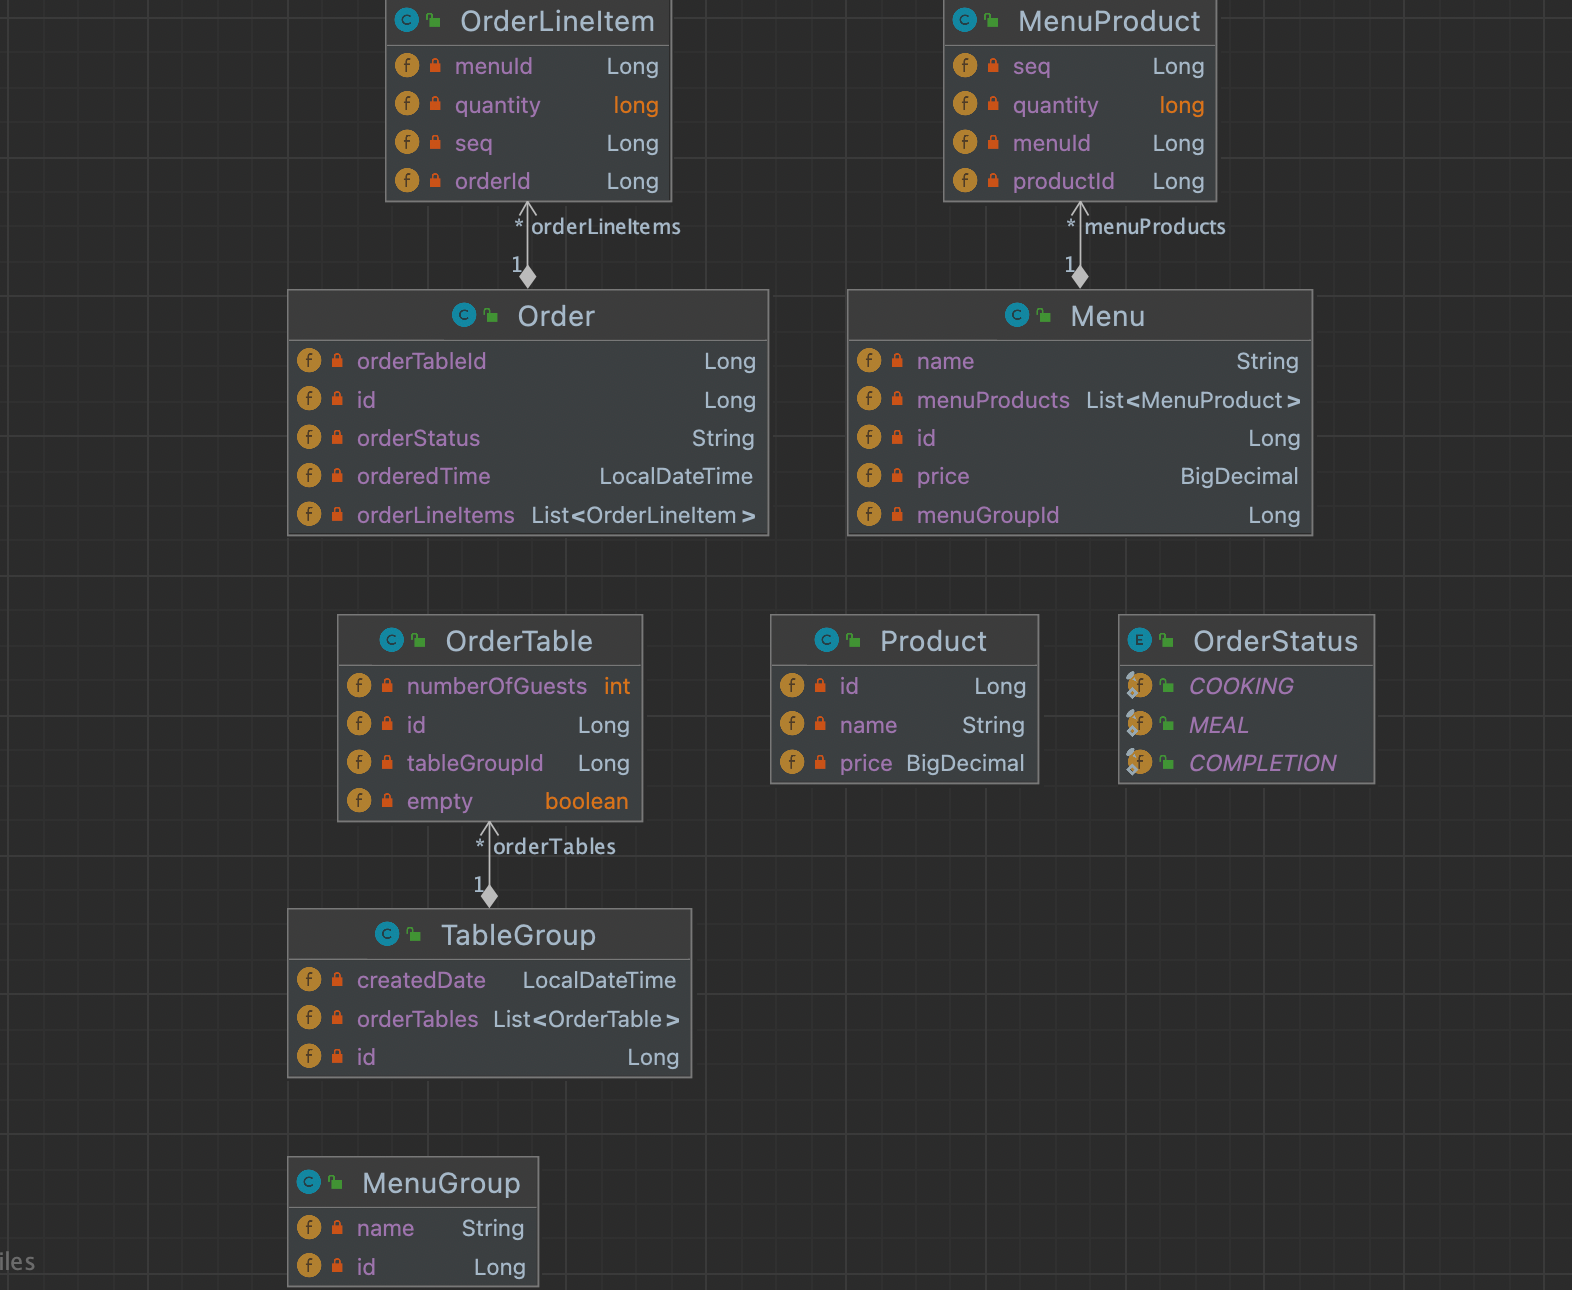 OrderLineItem
menuId Long
quantity long
seq Long
orderId Long
MenuProduct
seq Long
quantity long
menuId Long
productId Long
* orderLineItems
1
* menuProducts
1
Order
orderTableId Long
id Long
orderStatus String
orderedTime LocalDateTime
orderLineItems List<OrderLineItem>
Menu
name String
menuProducts List<MenuProduct>
id Long
price BigDecimal
menuGroupId Long
OrderTable
numberOfGuests int
id Long
tableGroupId Long
empty boolean
Product
id Long
name String
price BigDecimal
OrderStatus
COOKING
MEAL
COMPLETION
* orderTables
1
TableGroup
createdDate LocalDateTime
orderTables List<OrderTable>
id Long
MenuGroup
name String
id Long